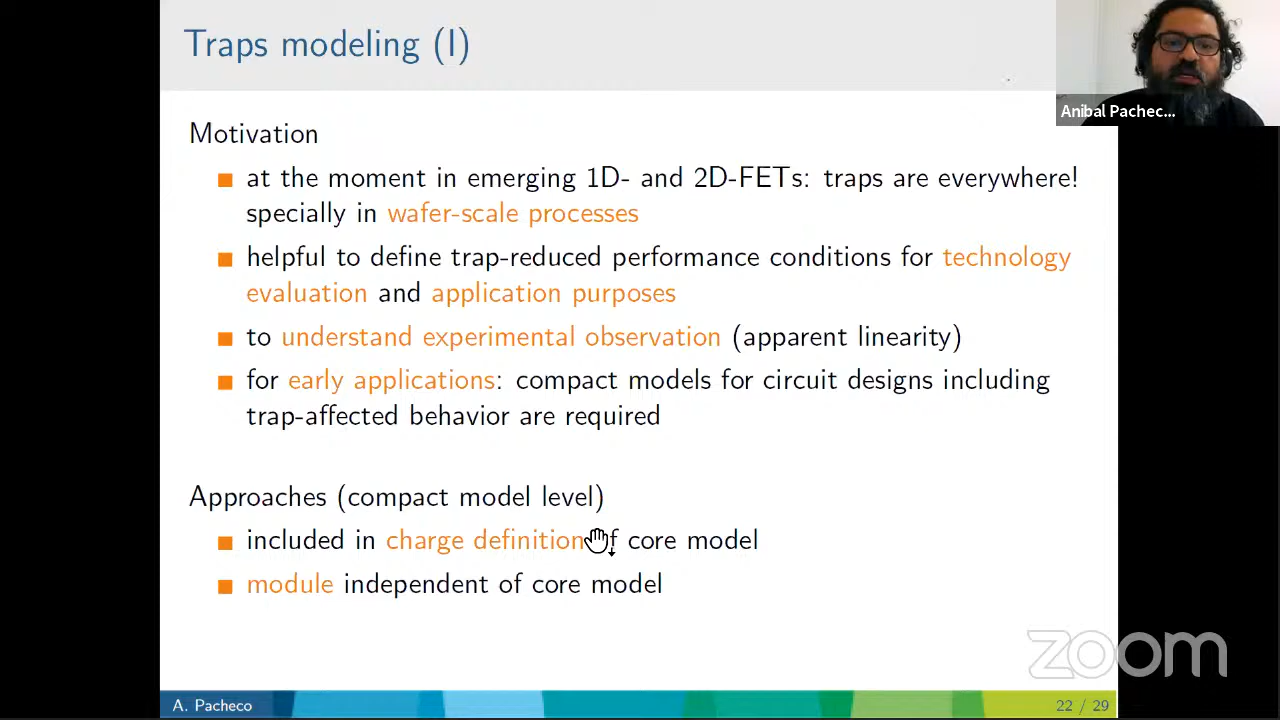 Traps modeling (I)
Anibal Pachec...
Motivation
at the moment in emerging 1D- and 2D-FETs: traps are everywhere!
specially in wafer-scale processes
helpful to define trap-reduced performance conditions for technology
evaluation and application purposes
to understand experimental observation (apparent linearity)
for early applications: compact models for circuit designs including
trap-affected behavior are required
Approaches (compact model level)
included in charge definition of core model
module independent of core model
zoom
A. Pacheco
22 / 29